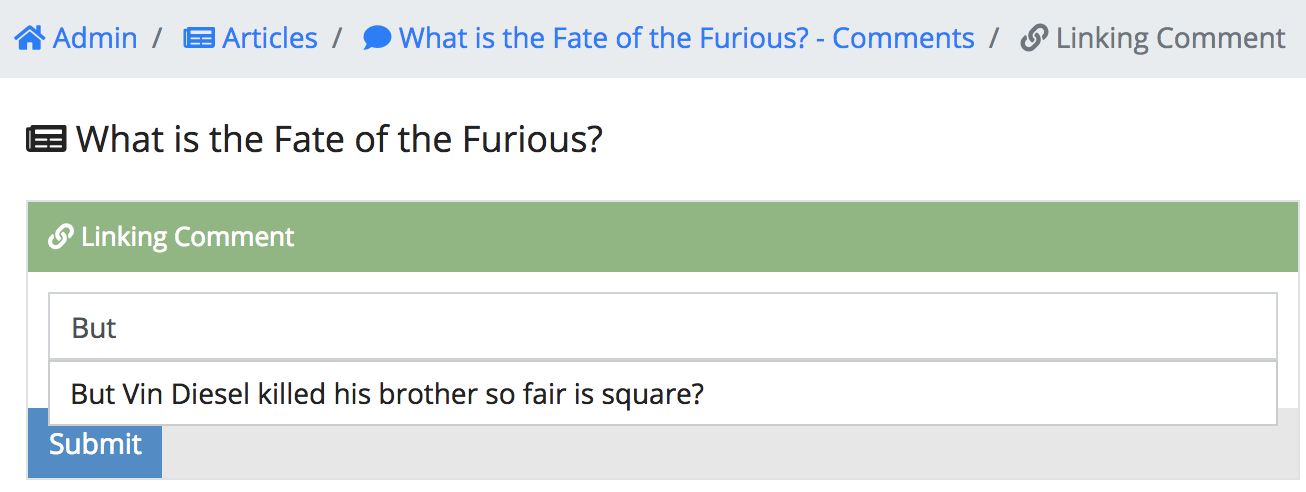 Admin / Articles / What is the Fate of the Furious? - Comments / Linking Comment
What is the Fate of the Furious?
Linking Comment
But
But Vin Diesel killed his brother so fair is square?
Submit